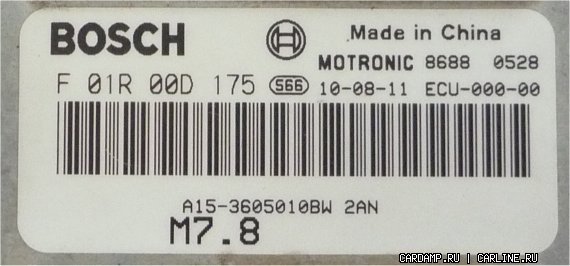 BOSCH
Made in China
MOTRONIC 8688 0528
F 01R 00D 175 S66 10-08-11 ECU-000-00
A15-3605010BW 2AN
M7.8
CARDAMP.RU | CARLINE.RU